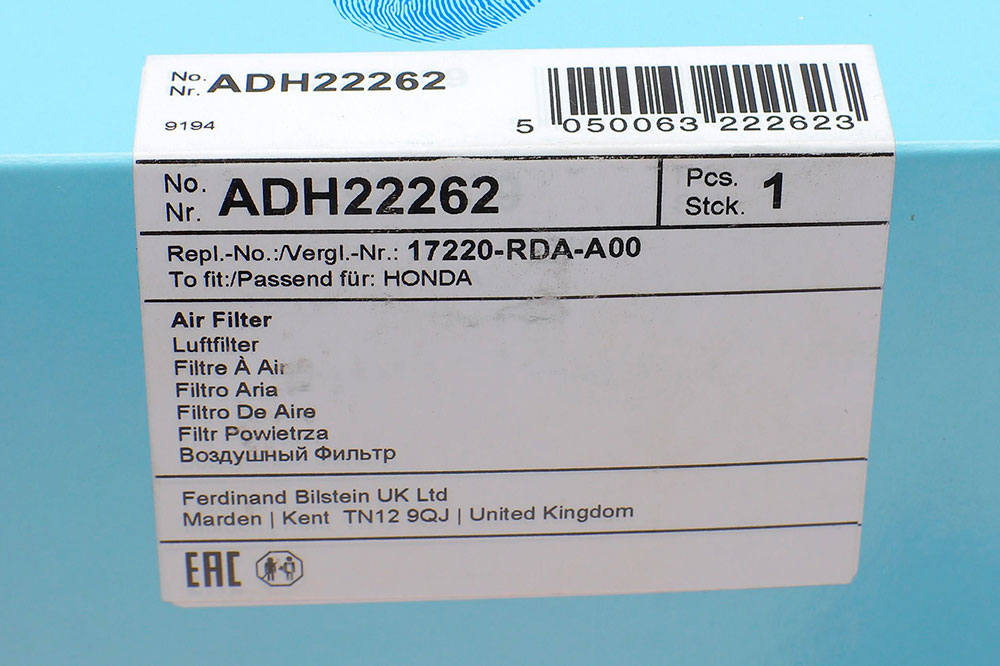 No. Nr. ADH22262
9194
5 050063 222623
No. Nr. ADH22262
Pcs. Stck. 1
Repl.-No.:/Vergl.-Nr.: 17220-RDA-A00
To fit:/Passend für: HONDA
Air Filter
Luftfilter
Filtre À Air
Filtro Aria
Filtro De Aire
Filtr Powietrza
Воздушный Фильтр
Ferdinand Bilstein UK Ltd
Marden | Kent TN12 9QJ | United Kingdom
EAC